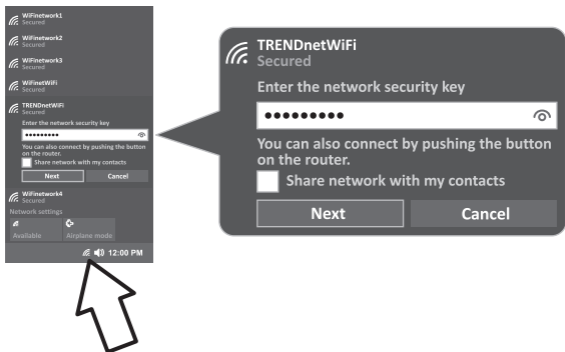 WiFinetwork1
Secured
WiFinetwork2
Secured
WiFinetwork3
Secured
WiFinetWiFi
Secured
TRENDnetWiFi
Secured
Enter the network security key
•••••••••
You can also connect by pushing the button
on the router.
Share network with my contacts
Next Cancel
WiFinetwork4
Secured
Network settings
Available Airplane mode
12:00 PM
TRENDnetWiFi
Secured
Enter the network security key
•••••••••
You can also connect by pushing the button
on the router.
Share network with my contacts
Next Cancel